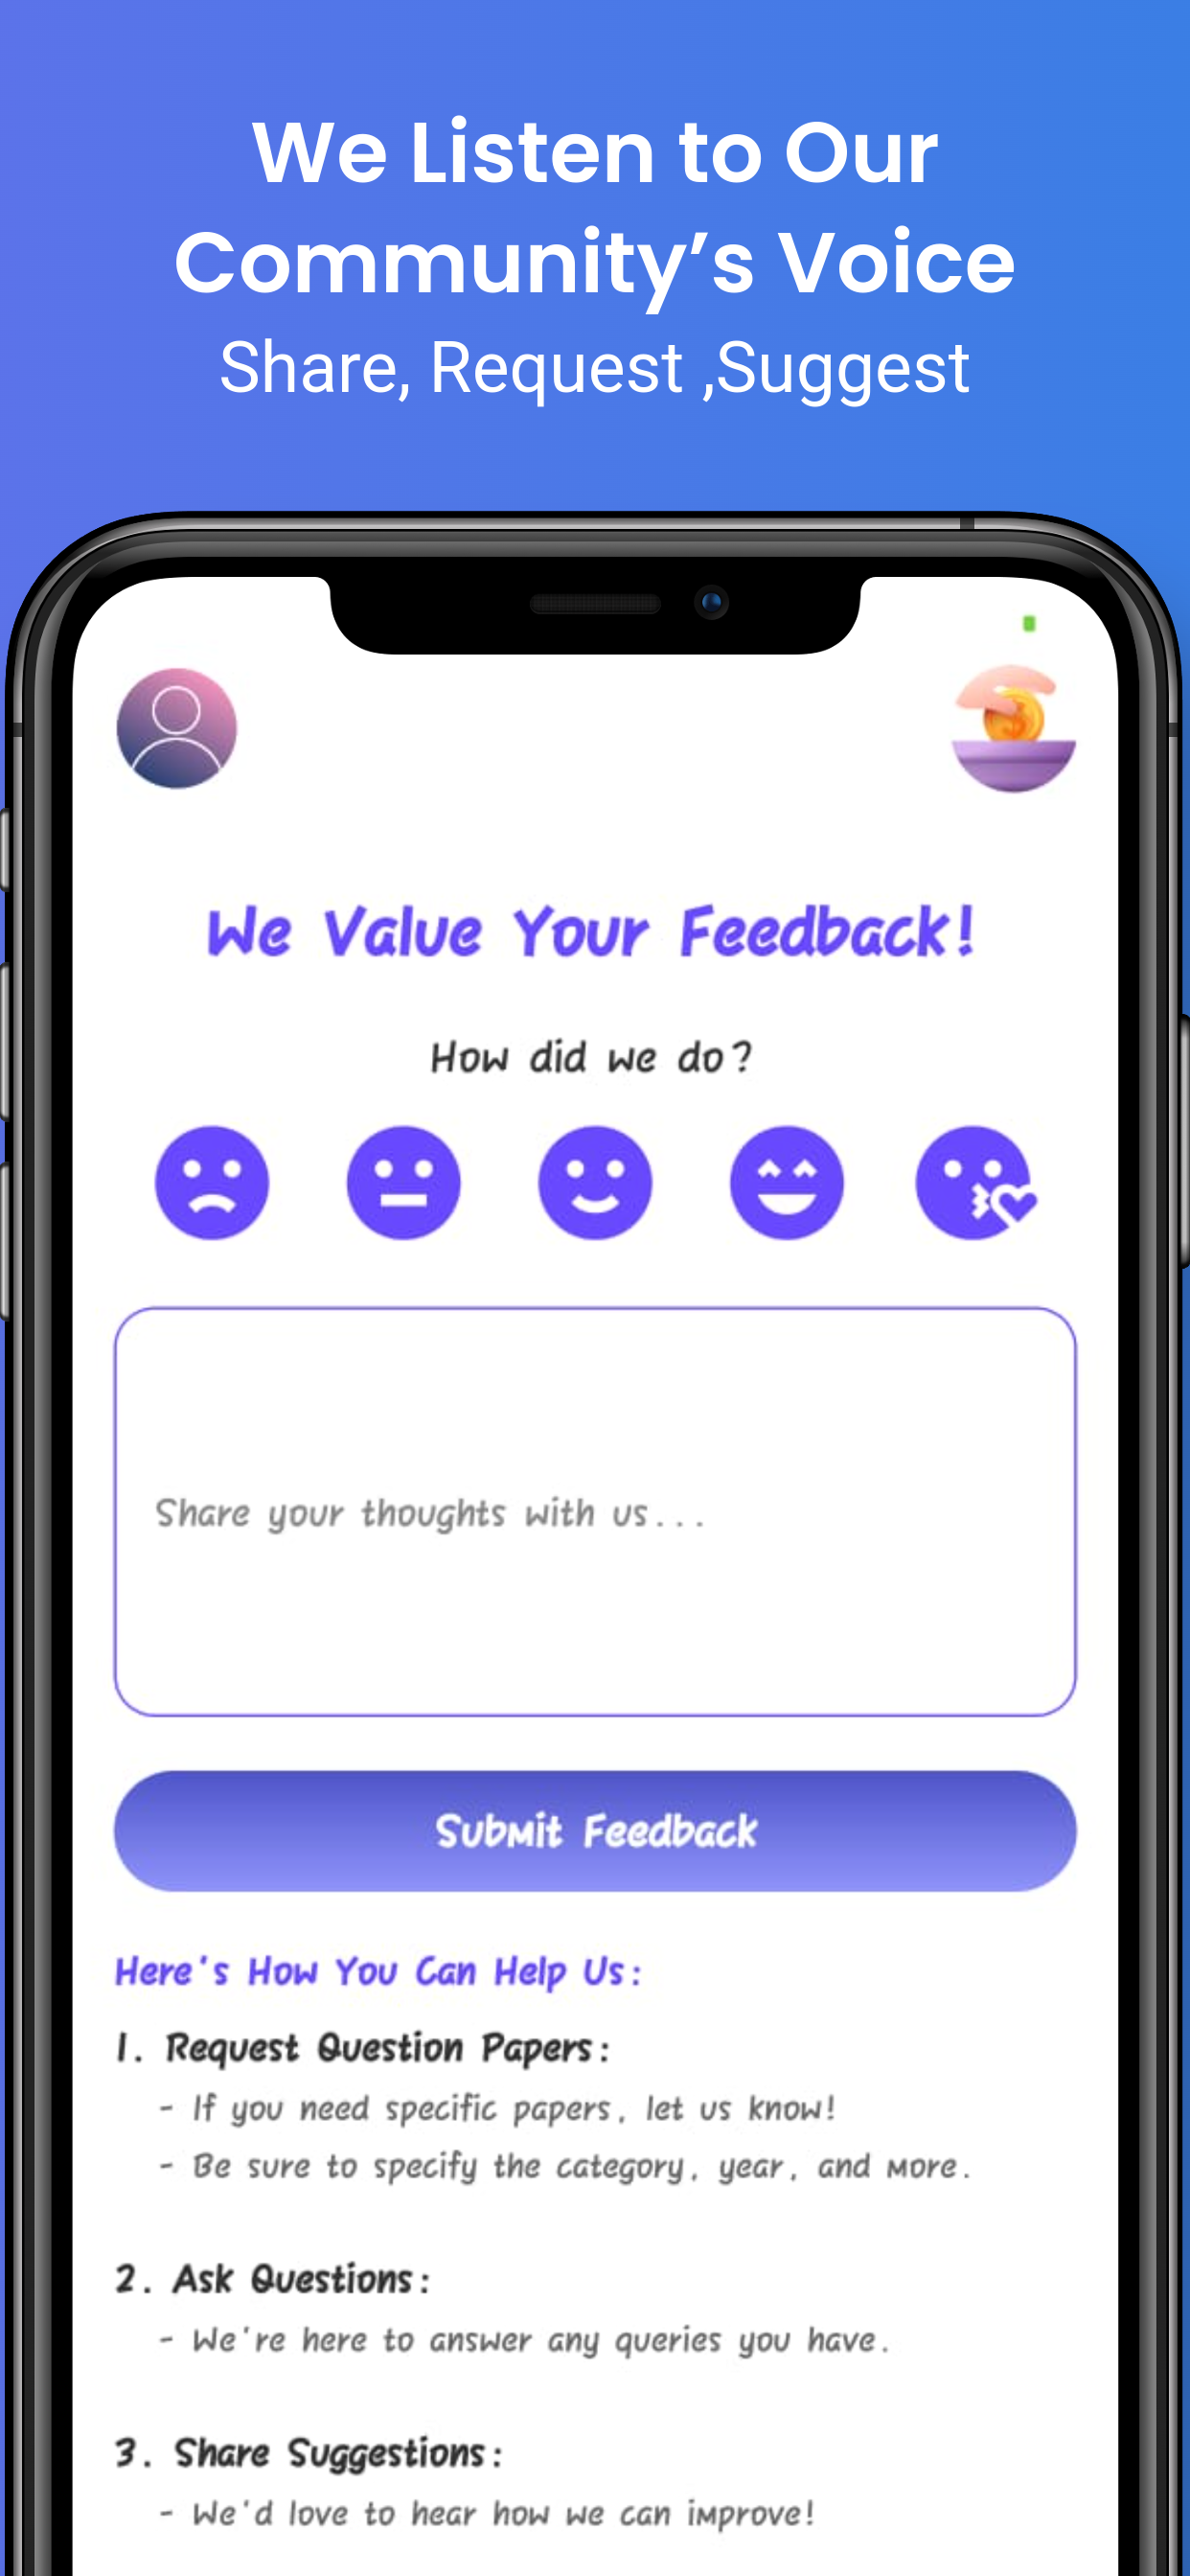 We Listen to Our
Community’s Voice
Share, Request ,Suggest
We Value Your Feedback!
How did we do?
Share your thoughts with us...
Submit Feedback
Here's How You Can Help Us:
1. Request Question Papers:
- If you need specific papers, let us know!
- Be sure to specify the category, year, and more.
2. Ask Questions:
- We're here to answer any queries you have.
3. Share Suggestions:
- We'd love to hear how we can improve!